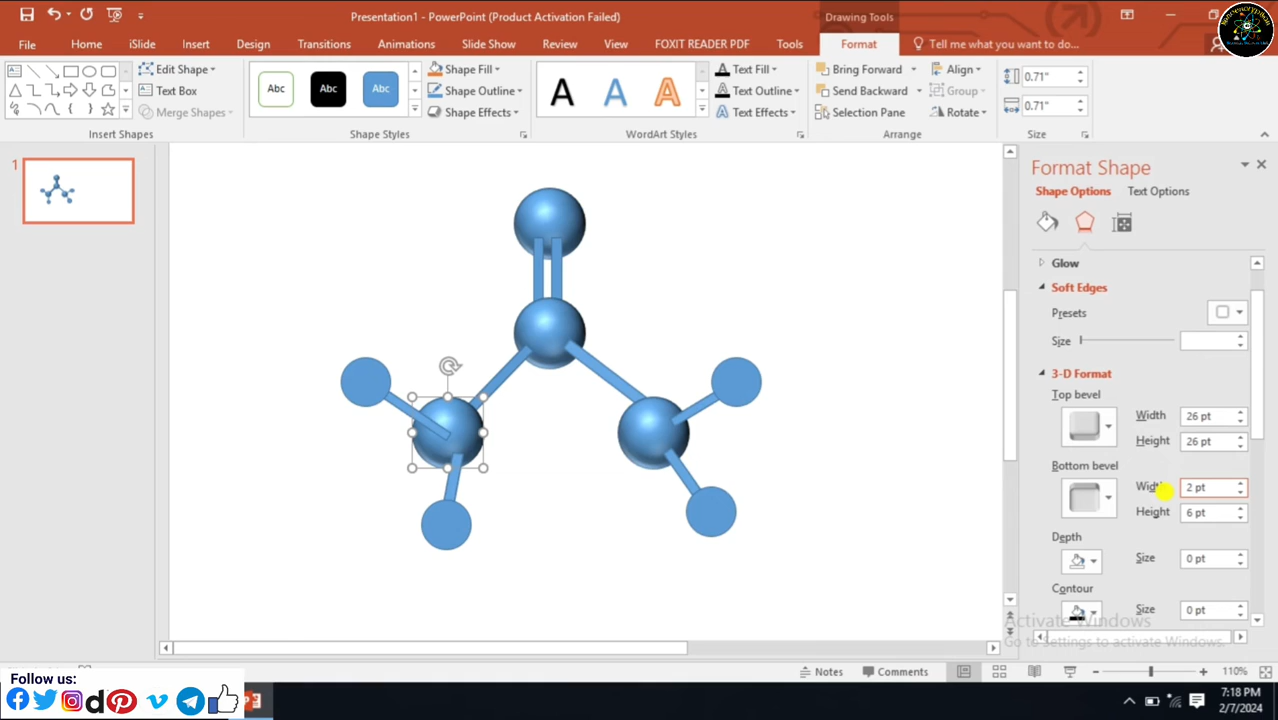 Presentation1 - PowerPoint (Product Activation Failed)
Drawing Tools
File Home iSlide Insert Design Transitions Animations Slide Show Review View FOXIT READER PDF Tools Format Tell me what you want to do...
Edit Shape
Text Box
Merge Shapes
Insert Shapes
Abc Abc Abc
Shape Fill
Shape Outline
Shape Effects
Shape Styles
A A A
Text Fill
Text Outline
Text Effects
WordArt Styles
Bring Forward
Send Backward
Selection Pane
Align
Group
Rotate
Arrange
0.71"
0.71"
Size
1
Format Shape
Shape Options Text Options
Glow
Soft Edges
Presets
Size
3-D Format
Top bevel
Width 26 pt
Height 26 pt
Bottom bevel
Width 2 pt
Height 6 pt
Depth
Size 0 pt
Contour
Size 0 pt
Activate Windows
Go to Settings to activate Windows.
Notes Comments 110%
Follow us:
7:18 PM
2/7/2024